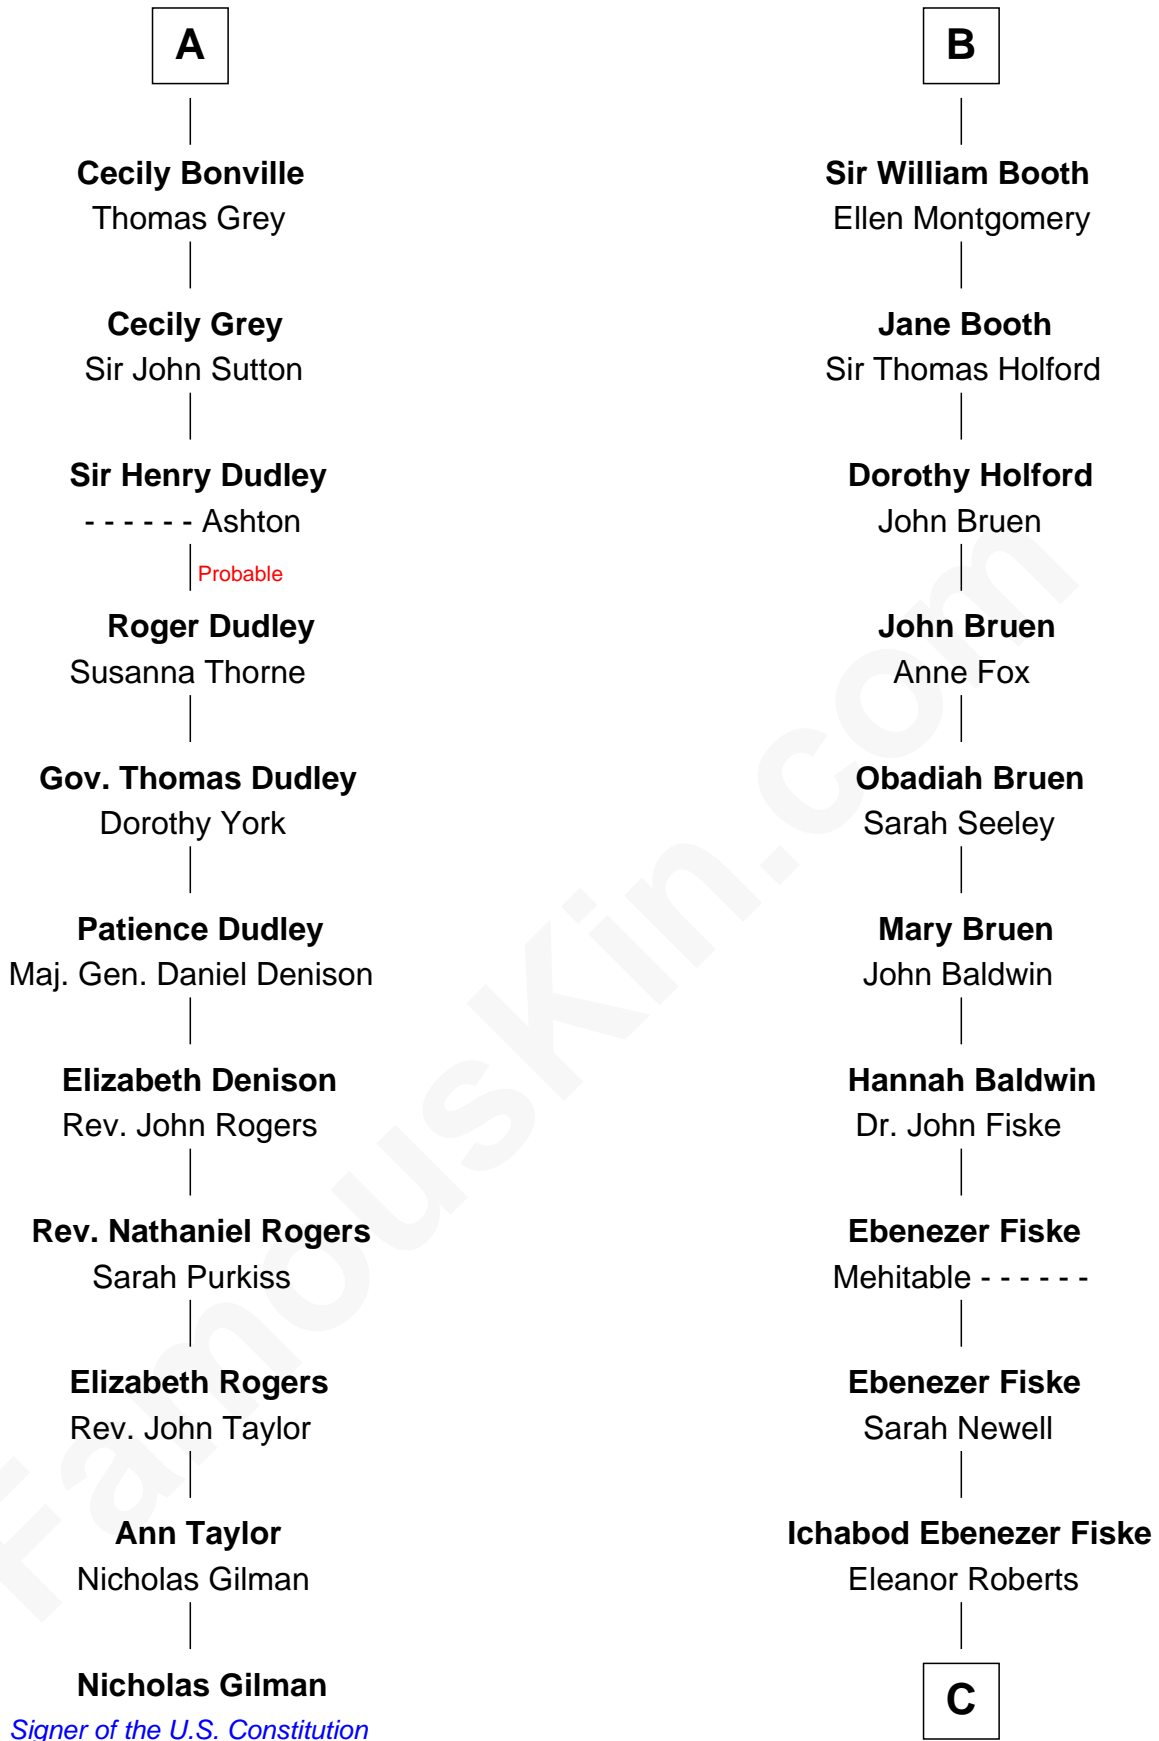 A
Cecily Bonville
Thomas Grey
Cecily Grey
Sir John Sutton
Sir Henry Dudley
- - - - - - Ashton
Probable
Roger Dudley
Susanna Thorne
Gov. Thomas Dudley
Dorothy York
Patience Dudley
Maj. Gen. Daniel Denison
Elizabeth Denison
Rev. John Rogers
Rev. Nathaniel Rogers
Sarah Purkiss
Elizabeth Rogers
Rev. John Taylor
Ann Taylor
Nicholas Gilman
Nicholas Gilman
Signer of the U.S. Constitution
B
Sir William Booth
Ellen Montgomery
Jane Booth
Sir Thomas Holford
Dorothy Holford
John Bruen
John Bruen
Anne Fox
Obadiah Bruen
Sarah Seeley
Mary Bruen
John Baldwin
Hannah Baldwin
Dr. John Fiske
Ebenezer Fiske
Mehitable - - - - - -
Ebenezer Fiske
Sarah Newell
Ichabod Ebenezer Fiske
Eleanor Roberts
C
FamousKin.com